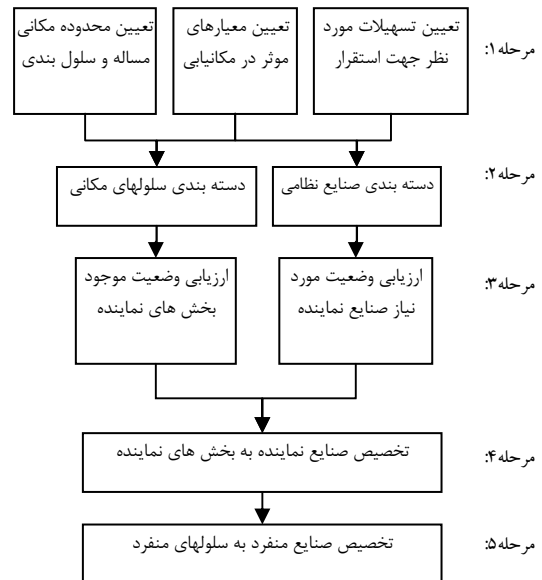 مرحله۱:
تعیین تسهیلات مورد
نظر جهت استقرار
تعیین معیارهای
موثر در مکانیابی
تعیین محدوده مکانی
مساله و سلول بندی
مرحله۲:
دسته بندی صنایع نظامی
دسته بندی سلولهای مکانی
مرحله۳:
ارزیابی وضعیت مورد
نیاز صنایع نماینده
ارزیابی وضعیت موجود
بخش های نماینده
مرحله۴:
تخصیص صنایع نماینده به بخش های نماینده
مرحله۵:
تخصیص صنایع منفرد به سلولهای منفرد